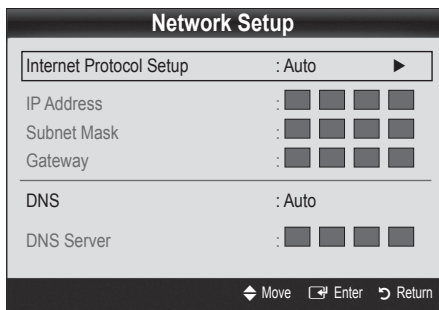 Network Setup
Internet Protocol Setup : Auto ►
IP Address :
Subnet Mask :
Gateway :
DNS : Auto
DNS Server :
Move Enter Return